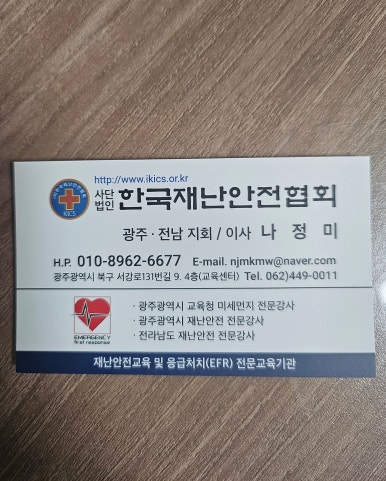 http://www.ikics.or.kr
사단법인 한국재난안전협회
KICS
광주·전남 지회 / 이사 나 정 미
H.P. 010-8962-6677 E-mail. njmkmw@naver.com
광주광역시 북구 서강로131번길 9. 4층(교육센터) Tel. 062)449-0011
EMERGENCY
first response
· 광주광역시 교육청 미세먼지 전문강사
· 광주광역시 재난안전 전문강사
· 전라남도 재난안전 전문강사
재난안전교육 및 응급처치(EFR) 전문교육기관